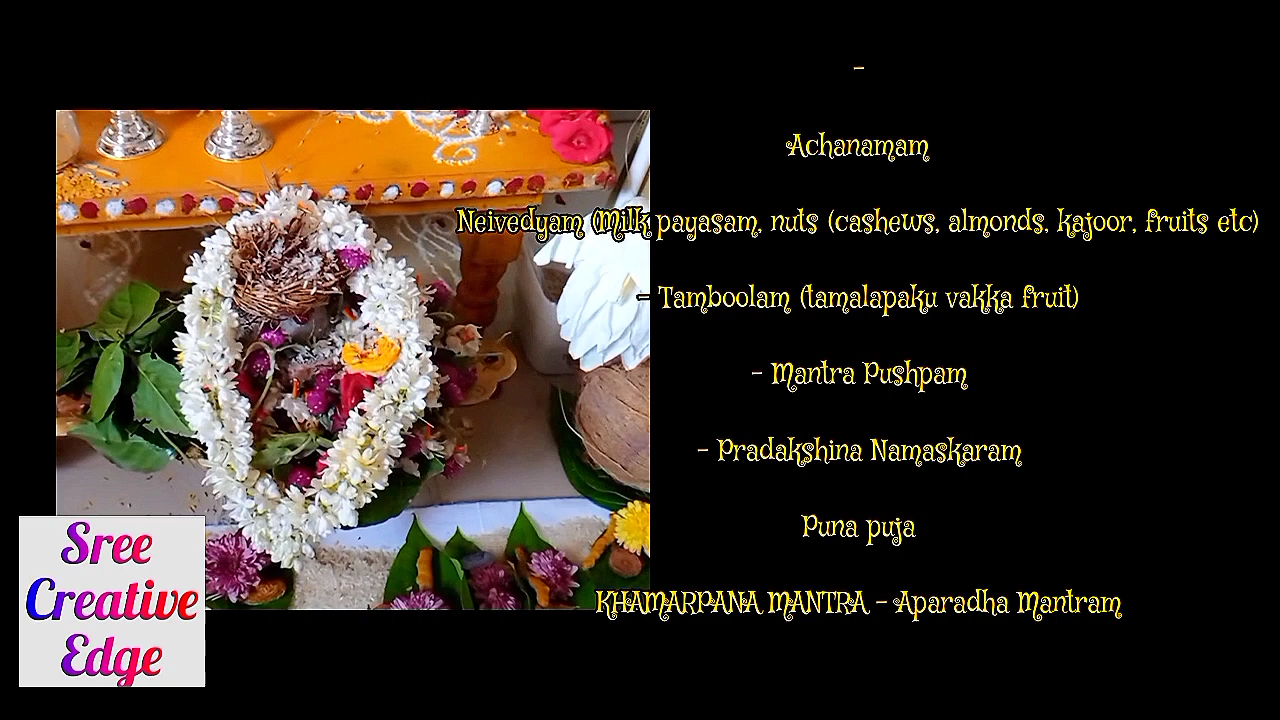 -
Achanamam
Neivedyam (Milk payasam, nuts (cashews, almonds, kajoor, fruits etc)
- Tamboolam (tamalapaku vakka fruit)
- Mantra Pushpam
- Pradakshina Namaskaram
Puna puja
KHAMARPANA MANTRA - Aparadha Mantram
Sree
Creative
Edge